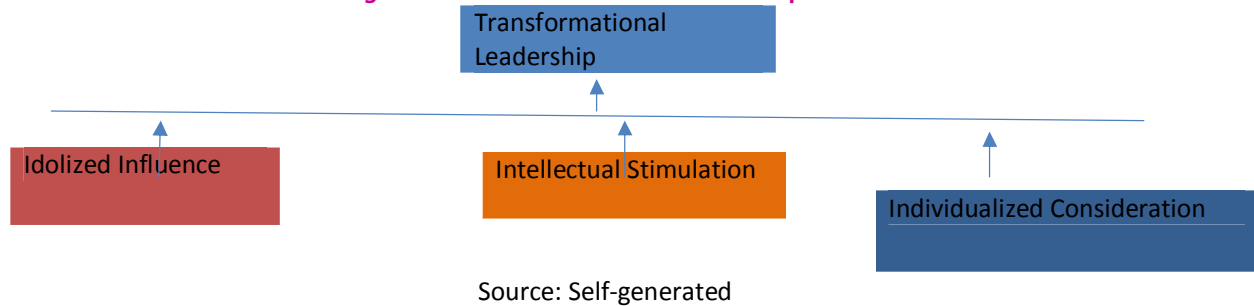 Transformational
Leadership
Idolized Influence
Intellectual Stimulation
Individualized Consideration
Source: Self-generated